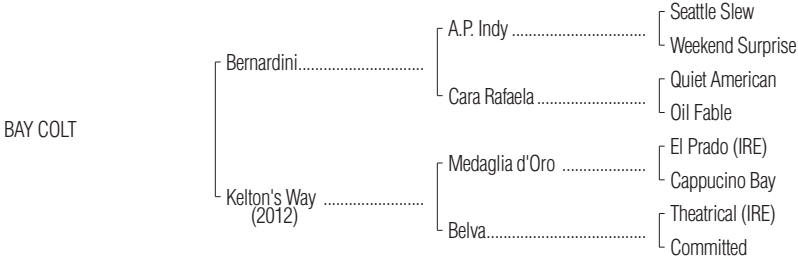 Seattle Slew
A.P. Indy ................................
Weekend Surprise
Bernardini..............................
Quiet American
Cara Rafaela ..........................
Oil Fable
BAY COLT
El Prado (IRE)
Medaglia d'Oro ....................
Cappucino Bay
Kelton's Way ........................
(2012)
Theatrical (IRE)
Belva......................................
Committed